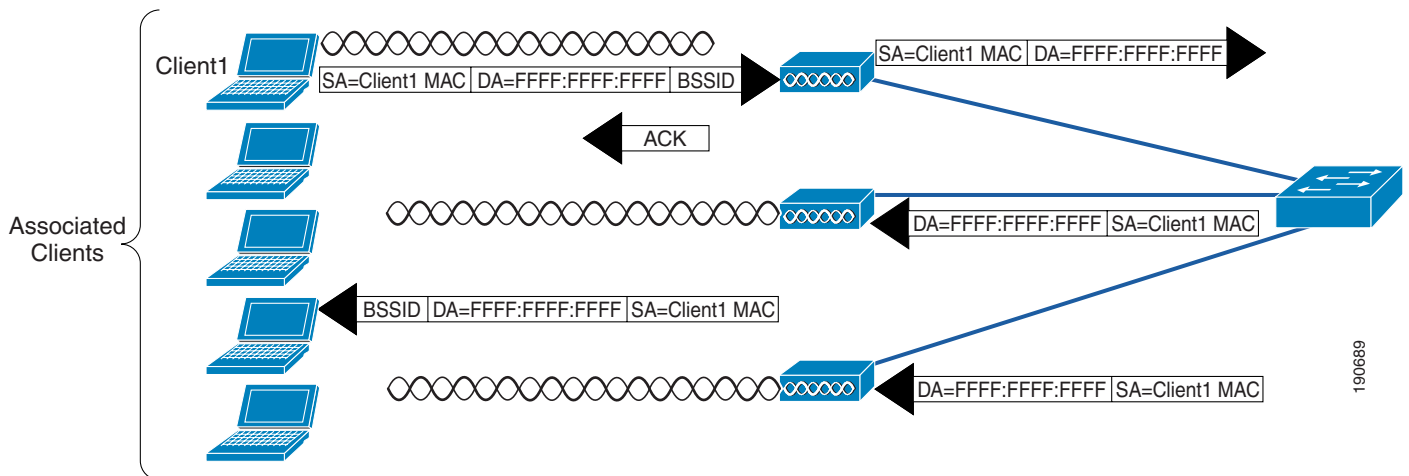 Client1
SA=Client1 MAC DA=FFFF:FFFF:FFFF BSSID
SA=Client1 MAC DA=FFFF:FFFF:FFFF
ACK
DA=FFFF:FFFF:FFFF SA=Client1 MAC
Associated
Clients
BSSID DA=FFFF:FFFF:FFFF SA=Client1 MAC
DA=FFFF:FFFF:FFFF SA=Client1 MAC
190689